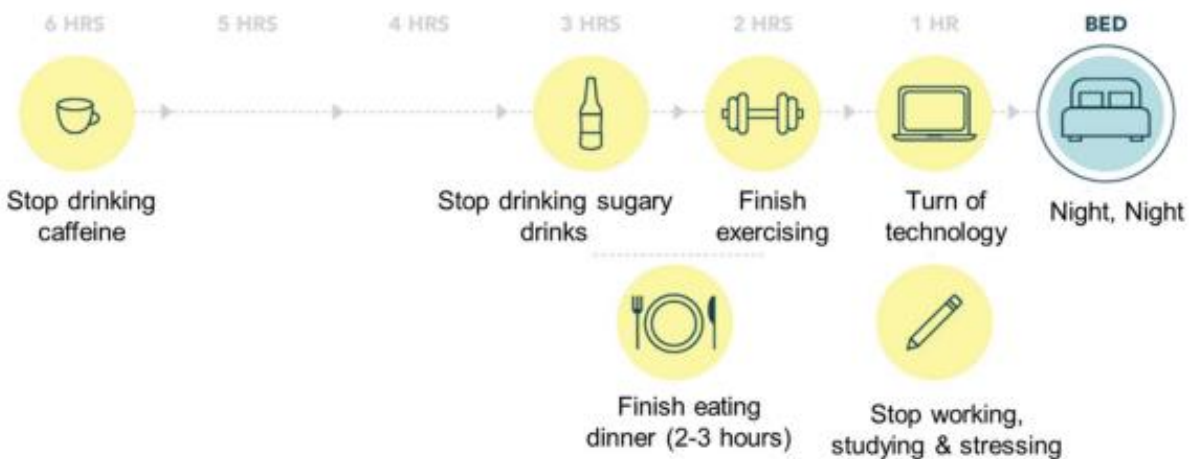 6 HRS
5 HRS
4 HRS
3 HRS
2 HRS
1 HR
BED
Stop drinking
caffeine
Stop drinking sugary
drinks
Finish
exercising
Turn of
technology
Night, Night
Finish eating
dinner (2-3 hours)
Stop working,
studying & stressing